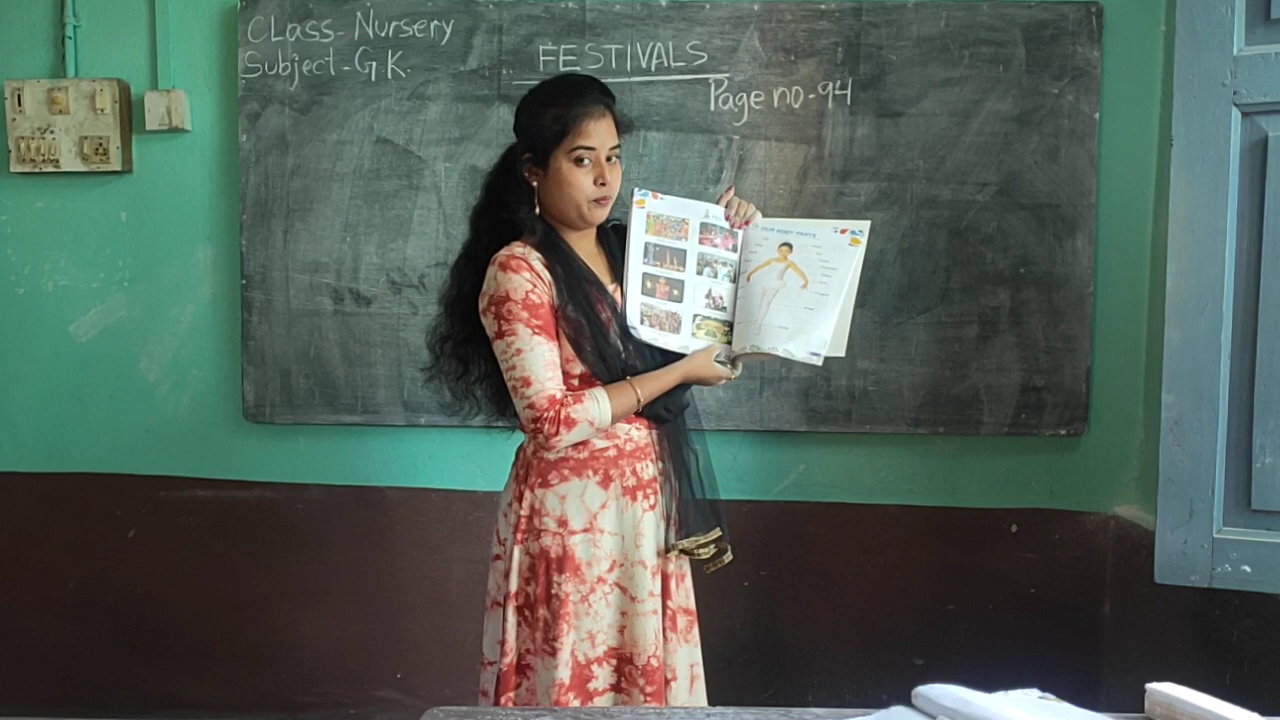 Class- Nursery
Subject- G.K.
FESTIVALS
Page no-94
OUR BODY PARTS